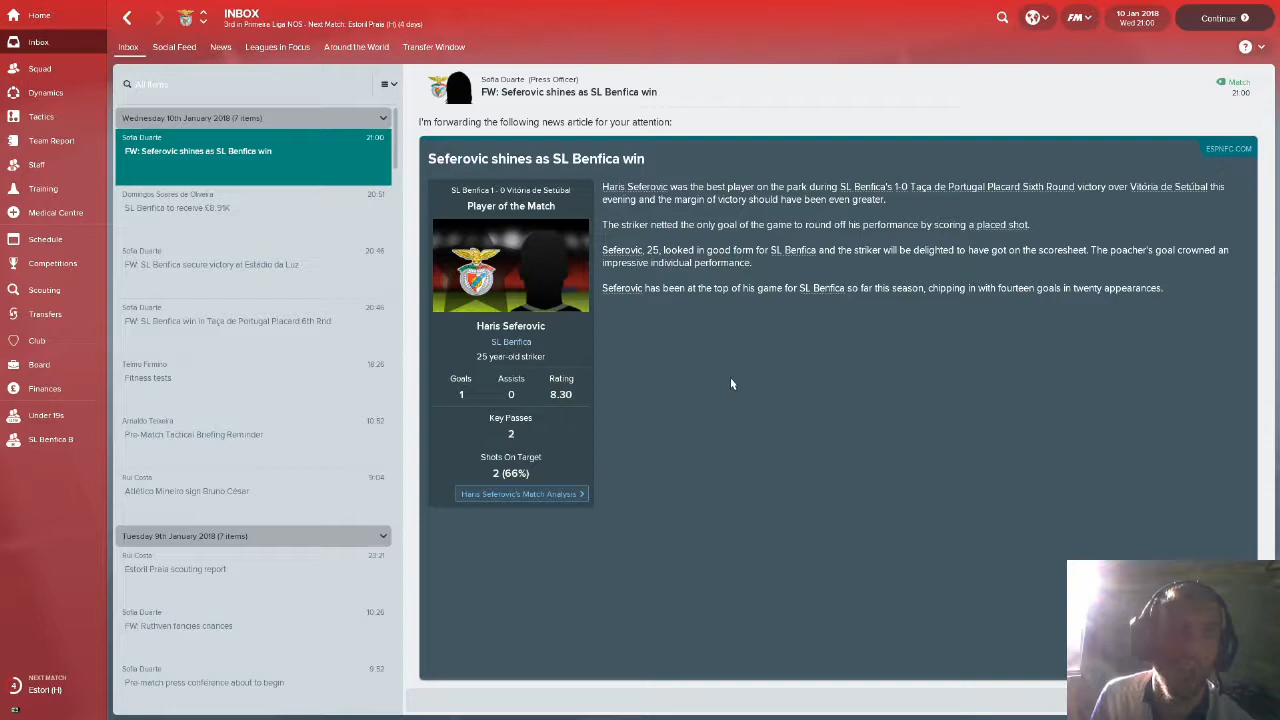 Home
Inbox
Squad
Dynamics
Tactics
Team Report
Staff
Training
Medical Centre
Schedule
Competitions
Scouting
Transfers
Club
Board
Finances
Under 19s
SL Benfica B
NEXT MATCH
4
Estori (H)
INBOX
3rd in Primeira Liga NOS - Next Match: Estoril Praia (H) (4 days)
FM
10 Jan 2018
Wed 21:00
Continue
Inbox
Social Feed
News
Leagues in Focus
Around the World
Transfer Window
?
All Items
Wednesday 10th January 2018 (7 items)
Sofia Duarte 21:00
FW: Seferovic shines as SL Benfica win
Domingos Soares de Oliveira 20:51
SL Benfica to receive £8.91K
Sofia Duarte 20:46
FW: SL Benfica secure victory at Estádio da Luz
Sofia Duarte 20:46
FW: SL Benfica win in Taça de Portugal Placard 6th Rnd
Telmo Firmino 18:26
Fitness tests
Arnaldo Teixeira 10:52
Pre-Match Tactical Briefing Reminder
Rui Costa 9:04
Atlético Mineiro sign Bruno César
Tuesday 9th January 2018 (7 items)
Rui Costa 23:21
Estoril Praia scouting report
Sofia Duarte 10:26
FW: Ruthven fancies chances
Sofia Duarte 9:52
Pre-match press conference about to begin
Sofia Duarte (Press Officer)
FW: Seferovic shines as SL Benfica win
Match
21:00
I'm forwarding the following news article for your attention:
Seferovic shines as SL Benfica win
ESPNFC.COM
SL Benfica 1 - 0 Vitória de Setúbal
Player of the Match
Haris Seferovic
SL Benfica
25 year-old striker
Goals Assists Rating
1 0 8.30
Key Passes
2
Shots On Target
2 (66%)
Haris Seferovic's Match Analysis
Haris Seferovic was the best player on the park during SL Benfica's 1-0 Taça de Portugal Placard Sixth Round victory over Vitória de Setúbal this
evening and the margin of victory should have been even greater.
The striker netted the only goal of the game to round off his performance by scoring a placed shot.
Seferovic, 25, looked in good form for SL Benfica and the striker will be delighted to have got on the scoresheet. The poacher's goal crowned an
impressive individual performance.
Seferovic has been at the top of his game for SL Benfica so far this season, chipping in with fourteen goals in twenty appearances.